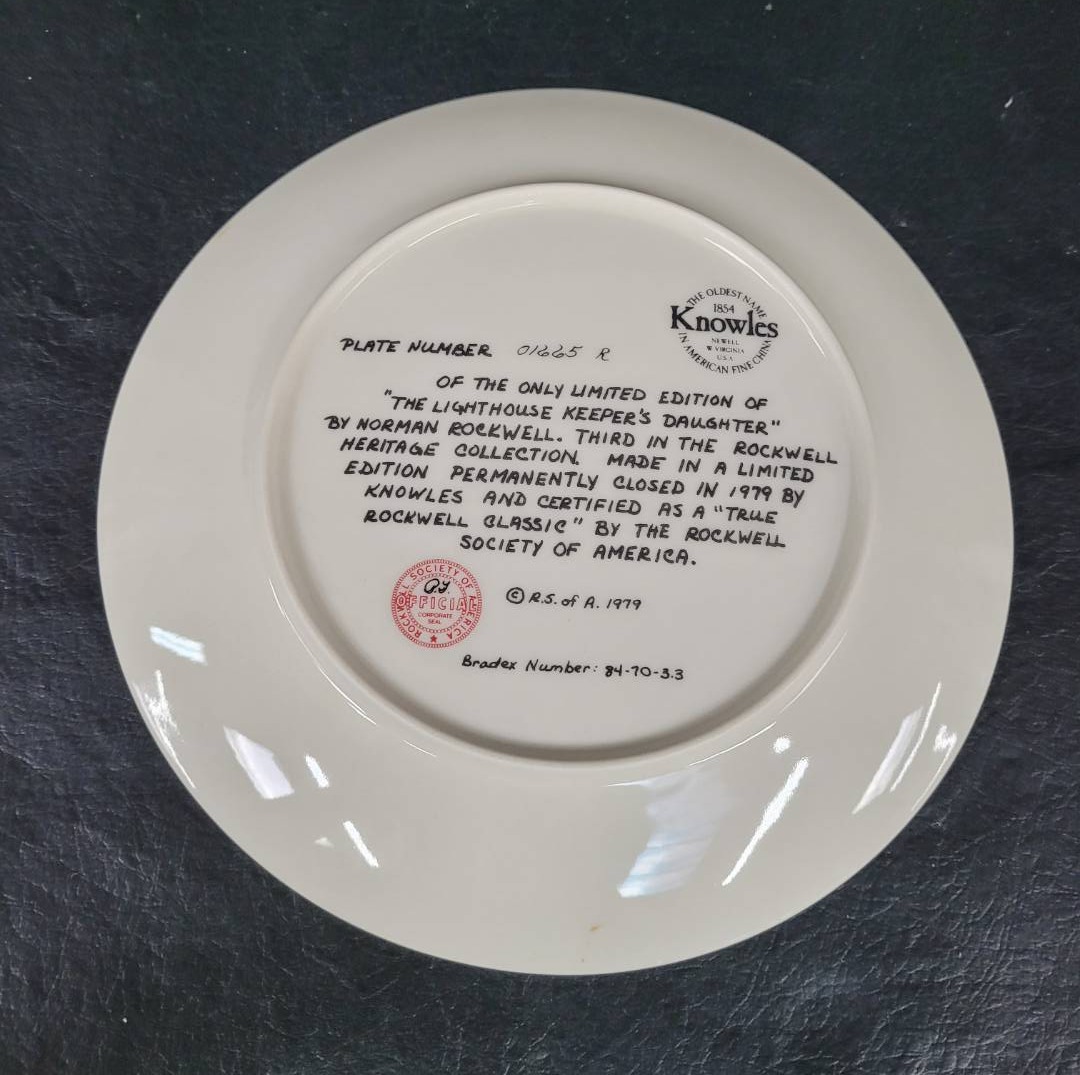 THE OLDEST NAME
1854
Knowles
NEWELL
W VIRGINIA
U.S.A
IN AMERICAN FINE CHINA
PLATE NUMBER 01665 R
OF THE ONLY LIMITED EDITION OF
"THE LIGHTHOUSE KEEPER'S DAUGHTER"
BY NORMAN ROCKWELL. THIRD IN THE ROCKWELL
HERITAGE COLLECTION. MADE IN A LIMITED
EDITION PERMANENTLY CLOSED IN 1979 BY
KNOWLES AND CERTIFIED AS A "TRUE
ROCKWELL CLASSIC" BY THE ROCKWELL
SOCIETY OF AMERICA.
ROCKWELL SOCIETY OF AMERICA
OFFICIAL
CORPORATE
SEAL
© R.S. of A. 1979
Bradex Number: 84-70-3.3